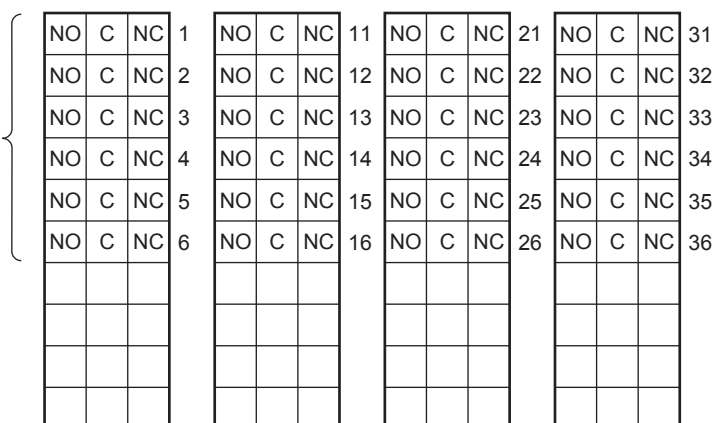 NO C NC 1 NO C NC 11 NO C NC 21 NO C NC 31
NO C NC 2 NO C NC 12 NO C NC 22 NO C NC 32
NO C NC 3 NO C NC 13 NO C NC 23 NO C NC 33
NO C NC 4 NO C NC 14 NO C NC 24 NO C NC 34
NO C NC 5 NO C NC 15 NO C NC 25 NO C NC 35
NO C NC 6 NO C NC 16 NO C NC 26 NO C NC 36